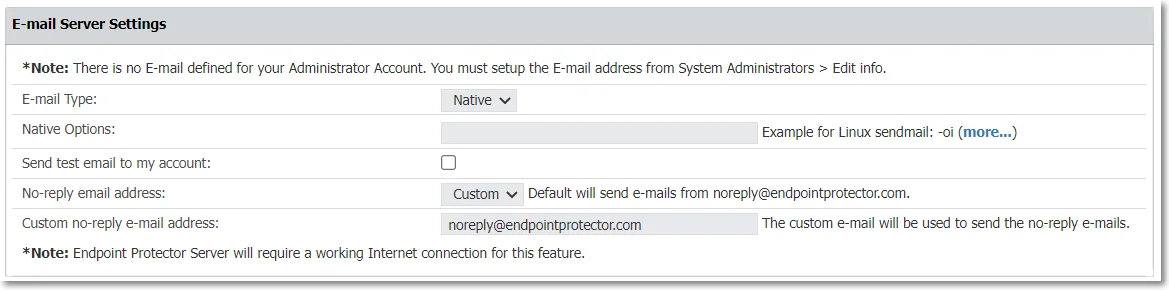 E-mail Server Settings
*Note: There is no E-mail defined for your Administrator Account. You must setup the E-mail address from System Administrators > Edit info.
E-mail Type: Native
Native Options: Example for Linux sendmail: -oi (more...)
Send test email to my account:
No-reply email address: Custom Default will send e-mails from noreply@endpointprotector.com.
Custom no-reply e-mail address: noreply@endpointprotector.com The custom e-mail will be used to send the no-reply e-mails.
*Note: Endpoint Protector Server will require a working Internet connection for this feature.